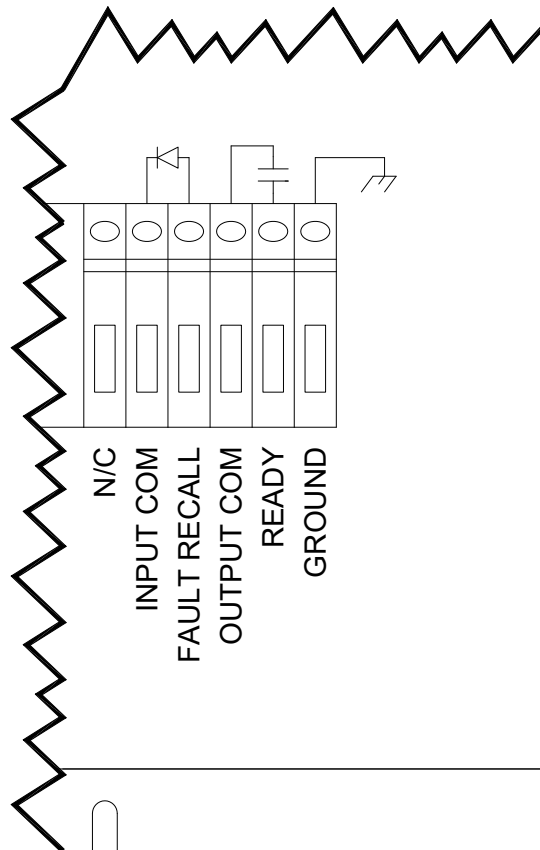 N/C
INPUT COM
FAULT RECALL
OUTPUT COM
READY
GROUND